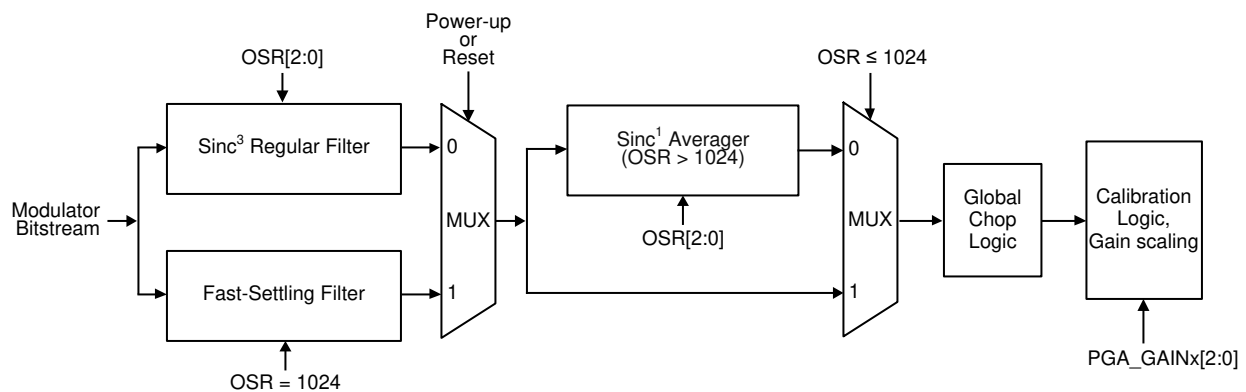 Power-up
or
Reset
OSR[2:0]
OSR ≤ 1024
Sinc³ Regular Filter
0
Sinc¹ Averager
(OSR > 1024)
0
Modulator
Bitstream
MUX
OSR[2:0]
MUX
Global
Chop
Logic
Calibration
Logic,
Gain scaling
Fast-Settling Filter
1
1
OSR = 1024
PGA_GAINx[2:0]